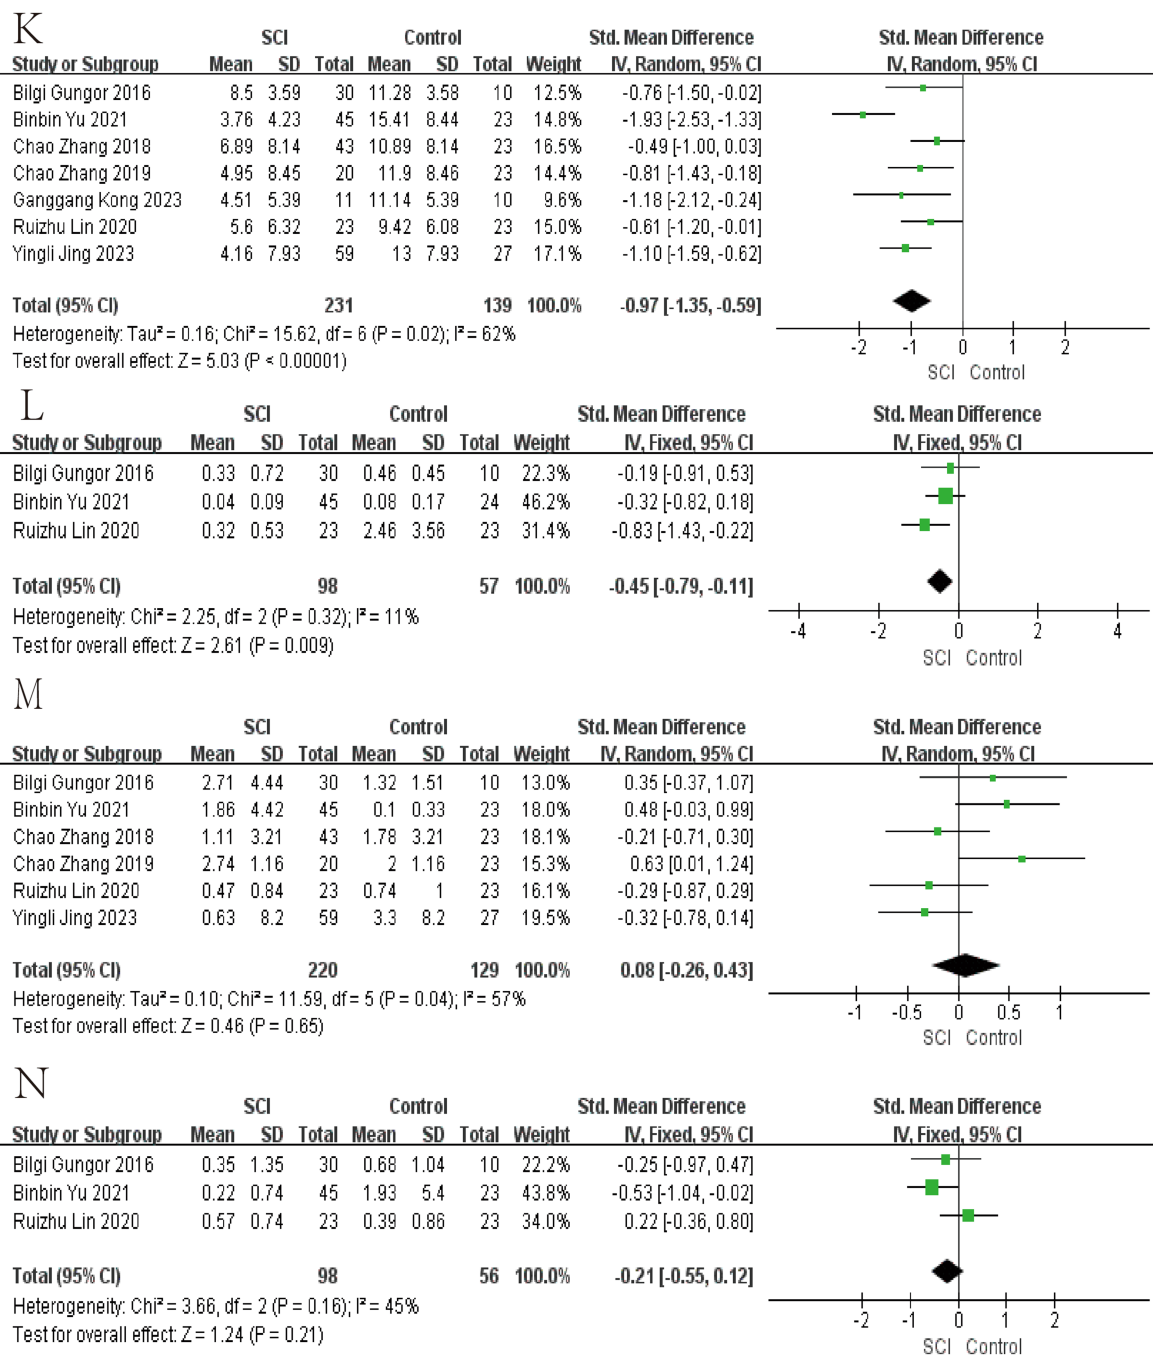 K
SCI Control Std. Mean Difference Std. Mean Difference
Study or Subgroup Mean SD Total Mean SD Total Weight IV, Random, 95% CI IV, Random, 95% CI
Bilgi Gungor 2016 8.5 3.59 30 11.28 3.58 10 12.5% -0.76 [-1.50, -0.02]
Binbin Yu 2021 3.76 4.23 45 15.41 8.44 23 14.8% -1.93 [-2.53, -1.33]
Chao Zhang 2018 6.89 8.14 43 10.89 8.14 23 16.5% -0.49 [-1.00, 0.03]
Chao Zhang 2019 4.95 8.45 20 11.9 8.46 23 14.4% -0.81 [-1.43, -0.18]
Ganggang Kong 2023 4.51 5.39 11 11.14 5.39 10 9.6% -1.18 [-2.12, -0.24]
Ruizhu Lin 2020 5.6 6.32 23 9.42 6.08 23 15.0% -0.61 [-1.20, -0.01]
Yingli Jing 2023 4.16 7.93 59 13 7.93 27 17.1% -1.10 [-1.59, -0.62]
Total (95% CI) 231 139 100.0% -0.97 [-1.35, -0.59]
Heterogeneity: Tau² = 0.16; Chi² = 15.62, df = 6 (P = 0.02); I² = 62%
Test for overall effect: Z = 5.03 (P < 0.00001)
-2 -1 0 1 2
SCI Control
L
SCI Control Std. Mean Difference Std. Mean Difference
Study or Subgroup Mean SD Total Mean SD Total Weight IV, Fixed, 95% CI IV, Fixed, 95% CI
Bilgi Gungor 2016 0.33 0.72 30 0.46 0.45 10 22.3% -0.19 [-0.91, 0.53]
Binbin Yu 2021 0.04 0.09 45 0.08 0.17 24 46.2% -0.32 [-0.82, 0.18]
Ruizhu Lin 2020 0.32 0.53 23 2.46 3.56 23 31.4% -0.83 [-1.43, -0.22]
Total (95% CI) 98 57 100.0% -0.45 [-0.79, -0.11]
Heterogeneity: Chi² = 2.25, df = 2 (P = 0.32); I² = 11%
Test for overall effect: Z = 2.61 (P = 0.009)
-4 -2 0 2 4
SCI Control
M
SCI Control Std. Mean Difference Std. Mean Difference
Study or Subgroup Mean SD Total Mean SD Total Weight IV, Random, 95% CI IV, Random, 95% CI
Bilgi Gungor 2016 2.71 4.44 30 1.32 1.51 10 13.0% 0.35 [-0.37, 1.07]
Binbin Yu 2021 1.86 4.42 45 0.1 0.33 23 18.0% 0.48 [-0.03, 0.99]
Chao Zhang 2018 1.11 3.21 43 1.78 3.21 23 18.1% -0.21 [-0.71, 0.30]
Chao Zhang 2019 2.74 1.16 20 2 1.16 23 15.3% 0.63 [0.01, 1.24]
Ruizhu Lin 2020 0.47 0.84 23 0.74 1 23 16.1% -0.29 [-0.87, 0.29]
Yingli Jing 2023 0.63 8.2 59 3.3 8.2 27 19.5% -0.32 [-0.78, 0.14]
Total (95% CI) 220 129 100.0% 0.08 [-0.26, 0.43]
Heterogeneity: Tau² = 0.10; Chi² = 11.59, df = 5 (P = 0.04); I² = 57%
Test for overall effect: Z = 0.46 (P = 0.65)
-1 -0.5 0 0.5 1
SCI Control
N
SCI Control Std. Mean Difference Std. Mean Difference
Study or Subgroup Mean SD Total Mean SD Total Weight IV, Fixed, 95% CI IV, Fixed, 95% CI
Bilgi Gungor 2016 0.35 1.35 30 0.68 1.04 10 22.2% -0.25 [-0.97, 0.47]
Binbin Yu 2021 0.22 0.74 45 1.93 5.4 23 43.8% -0.53 [-1.04, -0.02]
Ruizhu Lin 2020 0.57 0.74 23 0.39 0.86 23 34.0% 0.22 [-0.36, 0.80]
Total (95% CI) 98 56 100.0% -0.21 [-0.55, 0.12]
Heterogeneity: Chi² = 3.66, df = 2 (P = 0.16); I² = 45%
Test for overall effect: Z = 1.24 (P = 0.21)
-2 -1 0 1 2
SCI Control